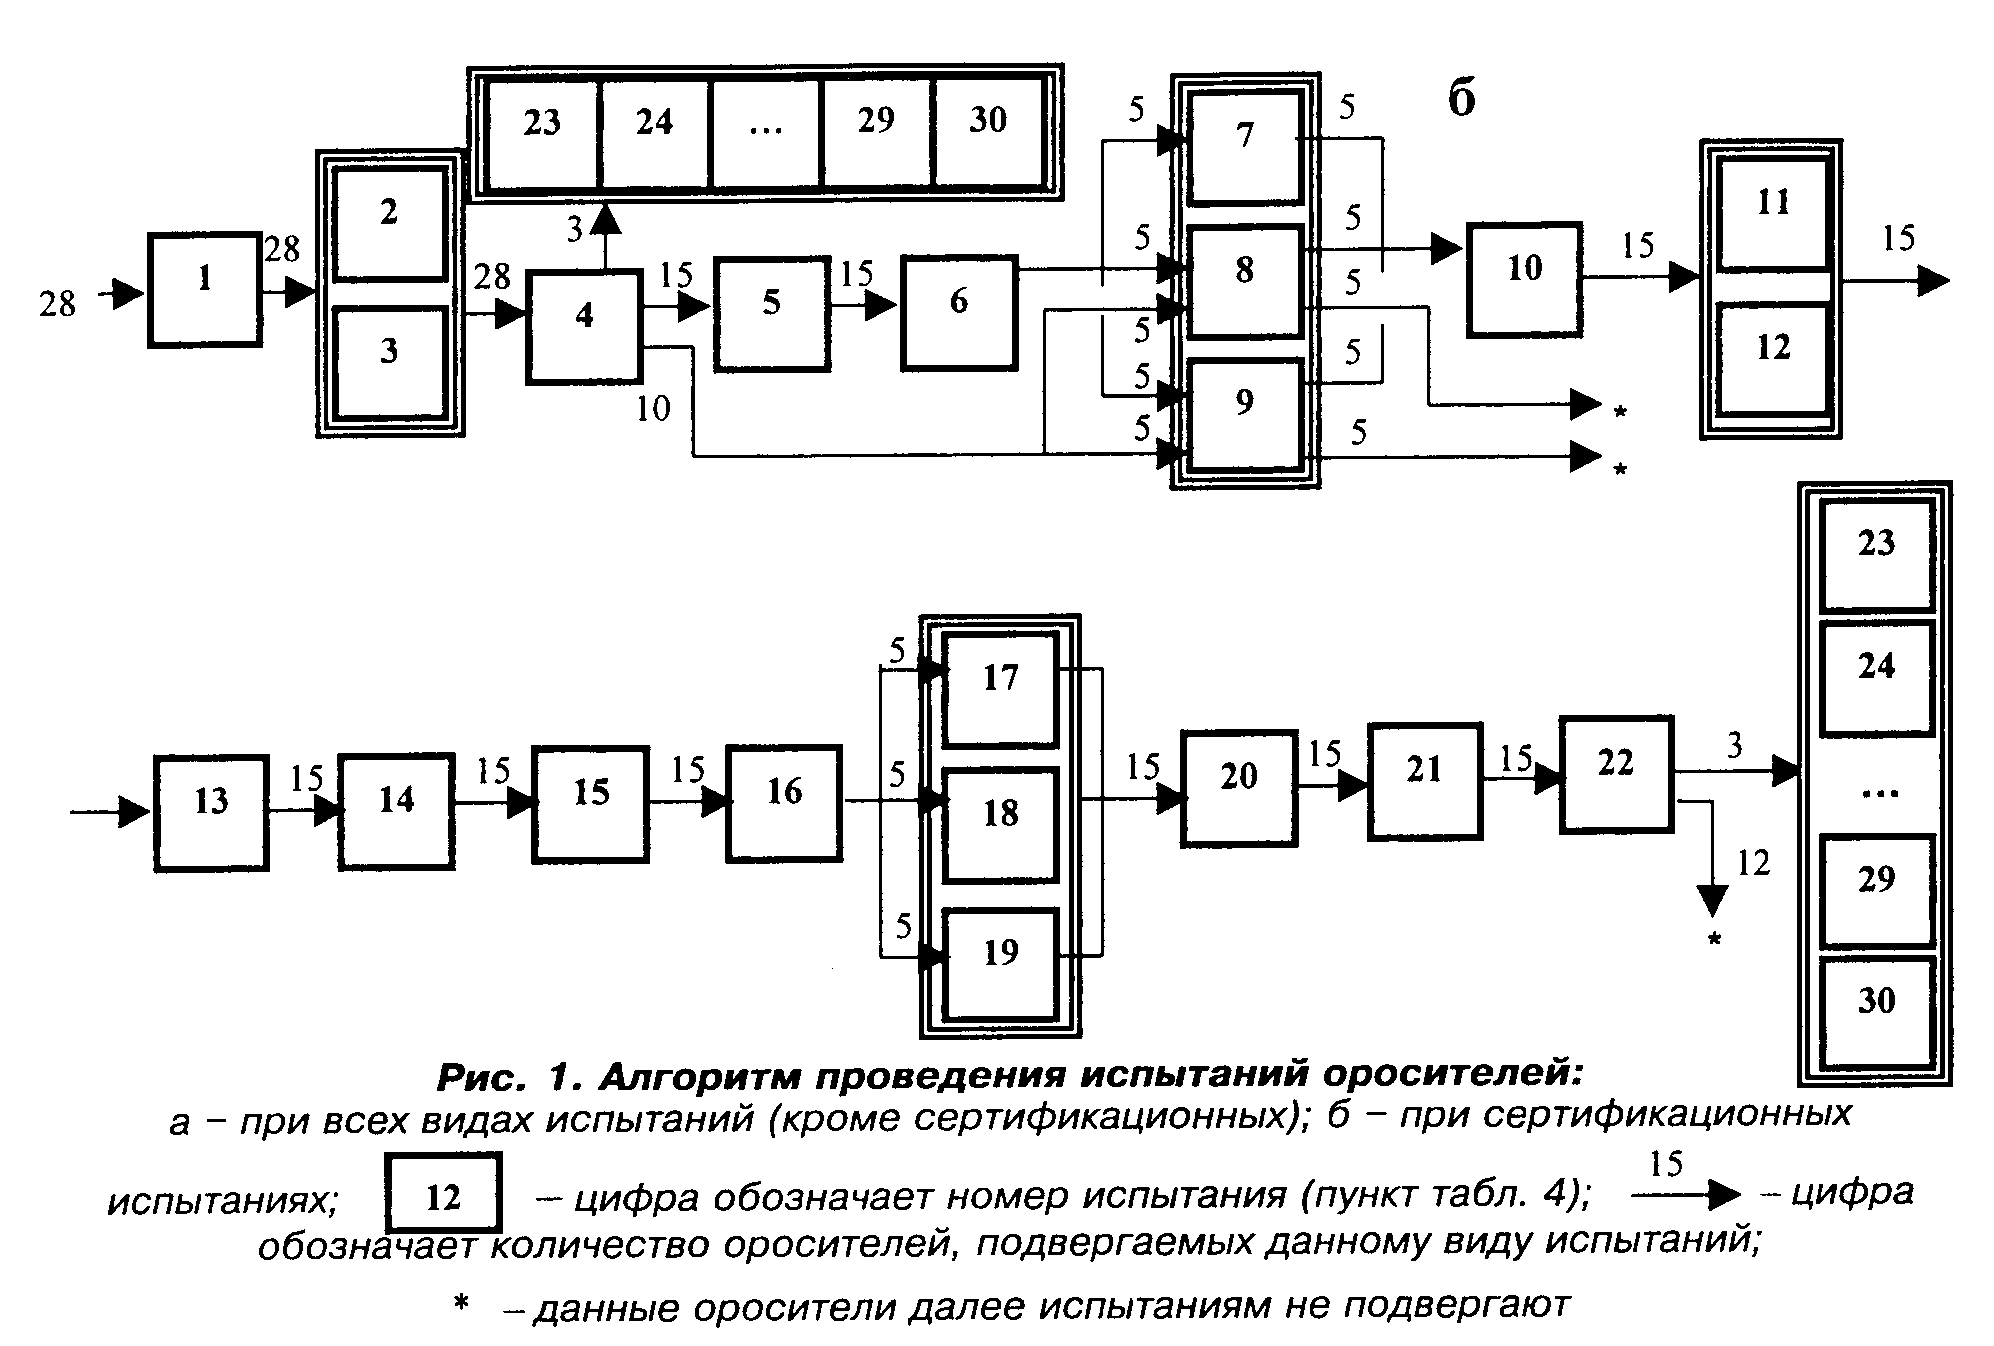 23 24 ... 29 30
5 7 5 б
2 3 5 8 5 11
28 1 28 3 28 4 15 5 15 6 5 9 5 10 15 12 15
3
10 5 5 5 *
5 5 *
23
24
5 17
13 15 14 15 15 15 16 5 18 15 20 15 21 15 22 3 ...
5 19 12 29
* 30
Рис. 1. Алгоритм проведения испытаний оросителей:
а – при всех видах испытаний (кроме сертификационных); б – при сертификационных
15
испытаниях; 12 – цифра обозначает номер испытания (пункт табл. 4); – цифра
обозначает количество оросителей, подвергаемых данному виду испытаний;
* – данные оросители далее испытаниям не подвергают